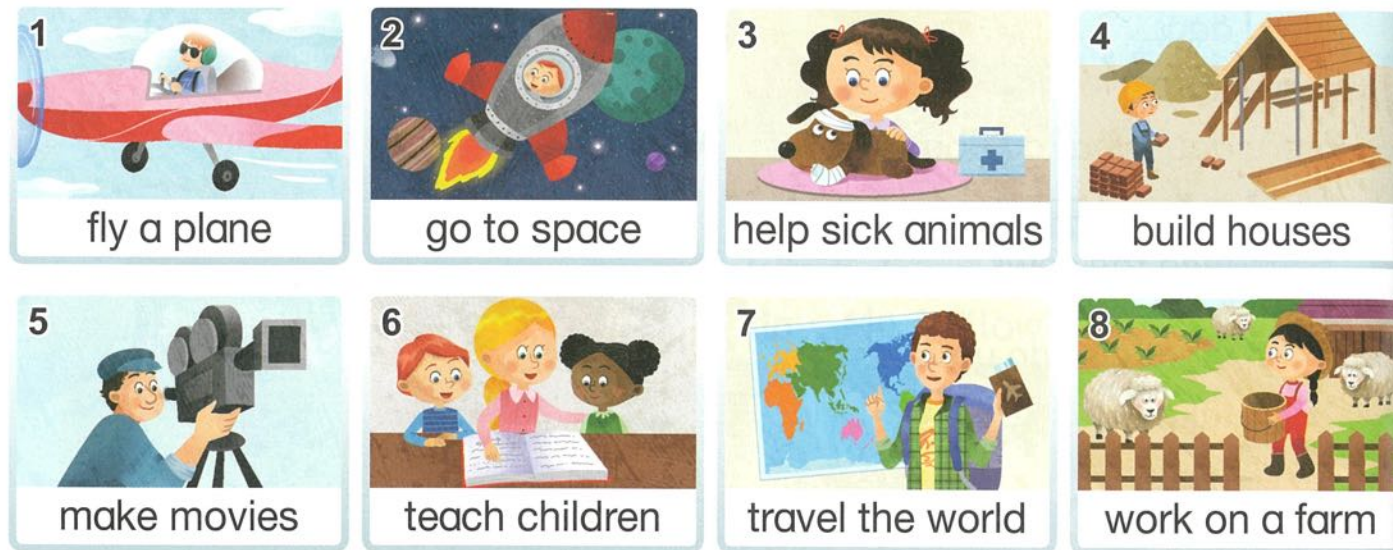 1
fly a plane
2
go to space
3
help sick animals
4
build houses
5
make movies
6
teach children
7
travel the world
8
work on a farm